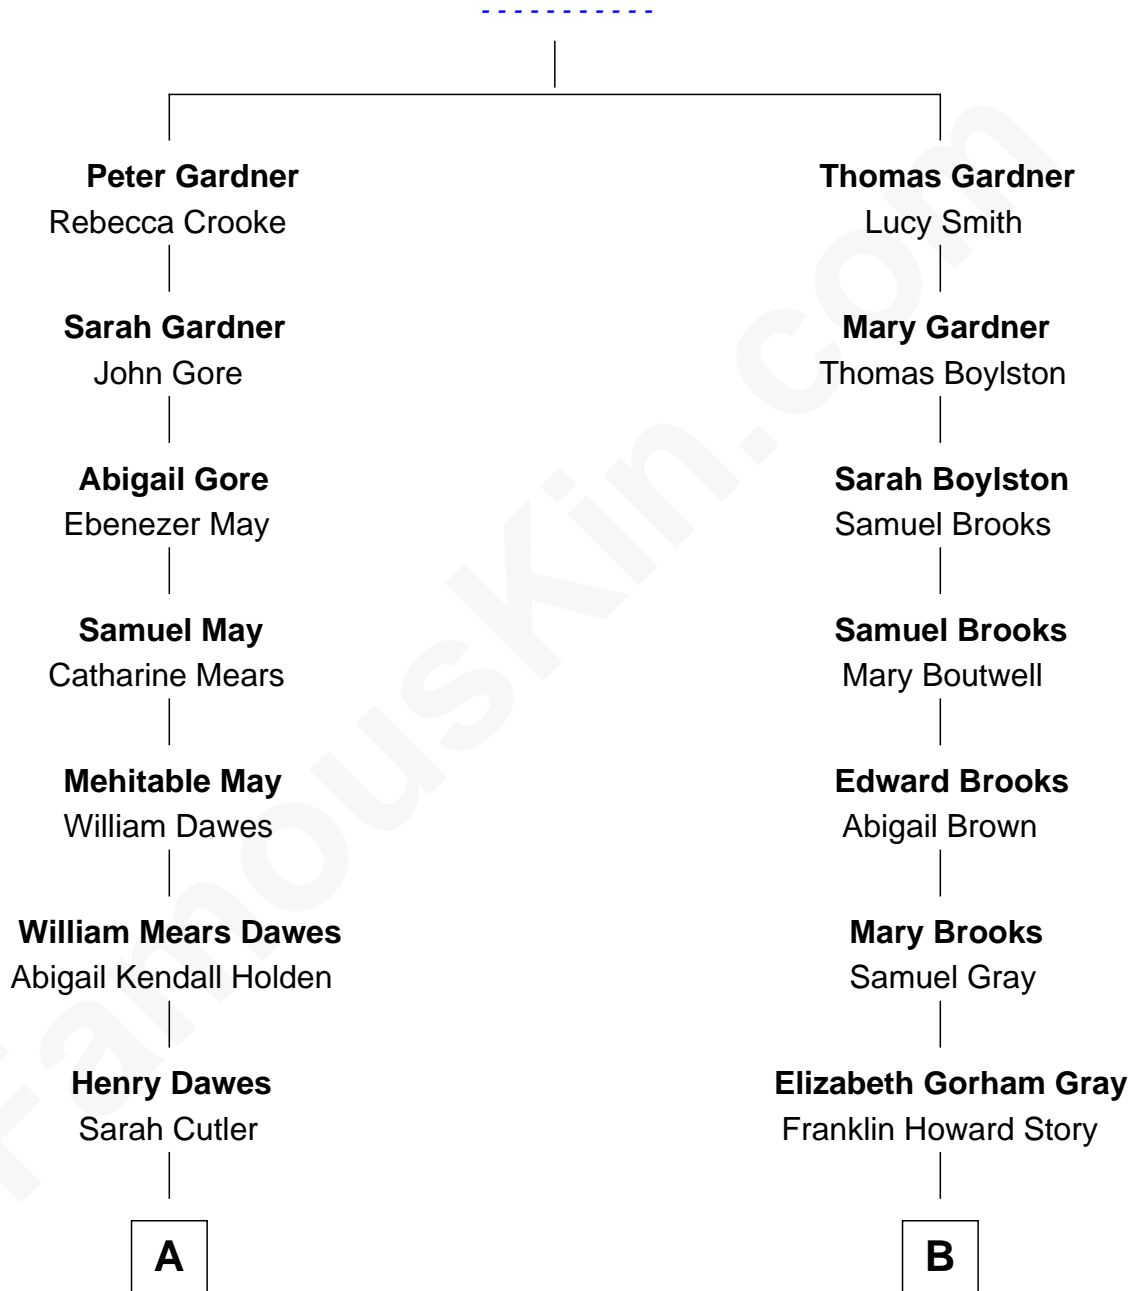 - - - - - - - - - - -
Peter Gardner
Rebecca Crooke
Thomas Gardner
Lucy Smith
Sarah Gardner
John Gore
Mary Gardner
Thomas Boylston
Abigail Gore
Ebenezer May
Sarah Boylston
Samuel Brooks
Samuel May
Catharine Mears
Samuel Brooks
Mary Boutwell
Mehitable May
William Dawes
Edward Brooks
Abigail Brown
William Mears Dawes
Abigail Kendall Holden
Mary Brooks
Samuel Gray
Henry Dawes
Sarah Cutler
Elizabeth Gorham Gray
Franklin Howard Story
A
B
FamousKin.com